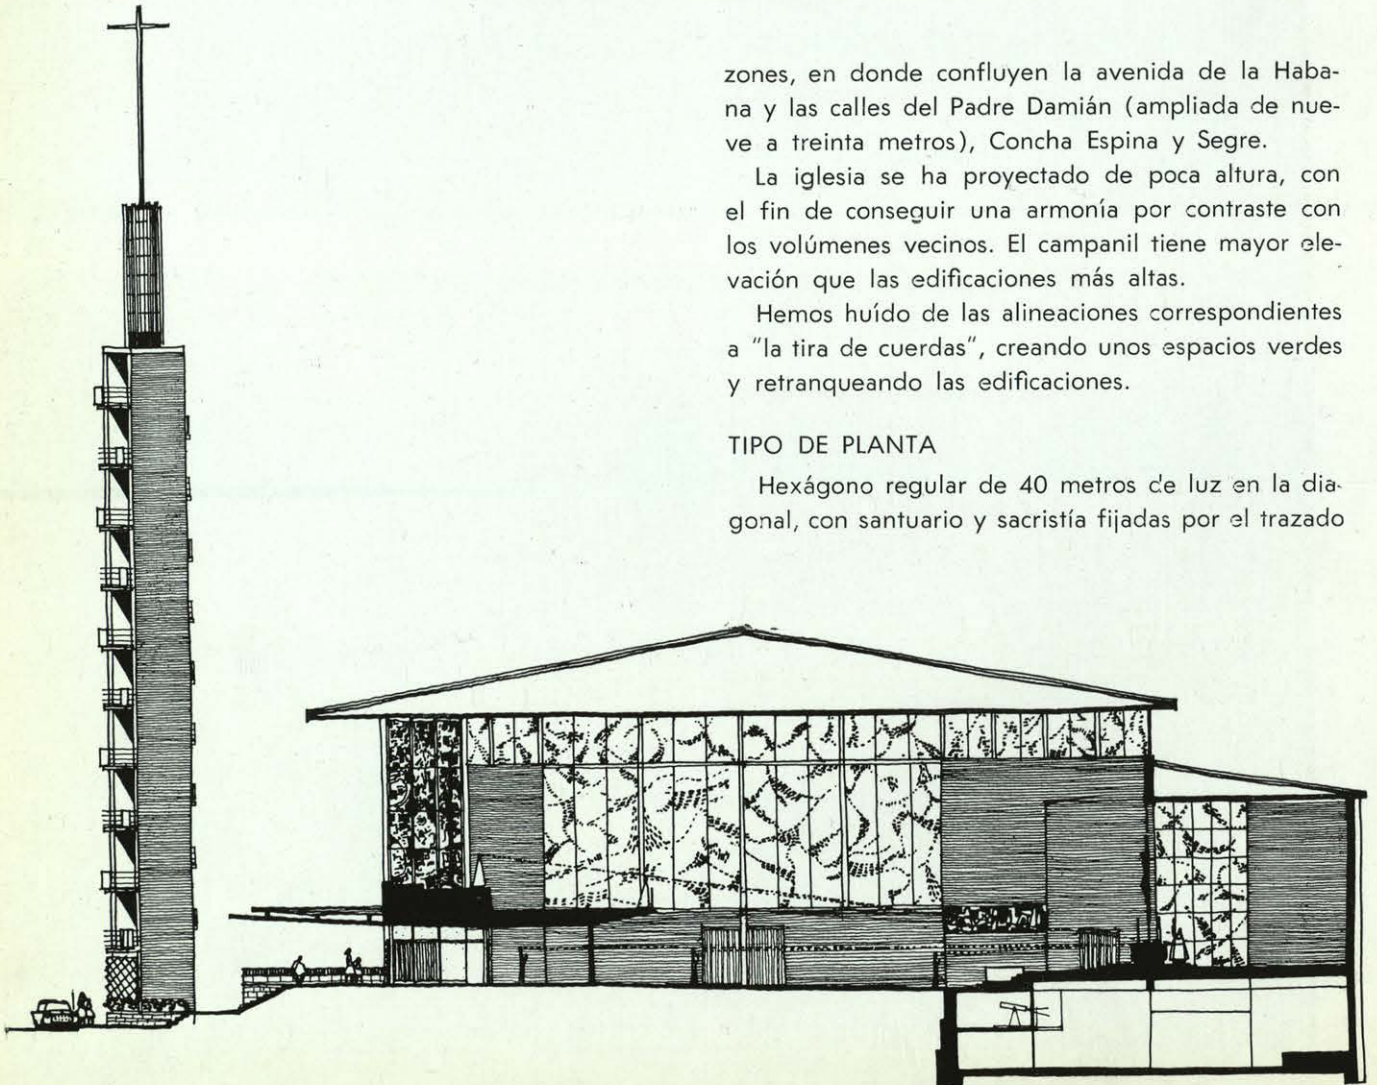 zones, en donde confluyen la avenida de la Haba-
na y las calles del Padre Damián (ampliada de nue-
ve a treinta metros), Concha Espina y Segre.
La iglesia se ha proyectado de poca altura, con
el fin de conseguir una armonía por contraste con
los volúmenes vecinos. El campanil tiene mayor ele-
vación que las edificaciones más altas.
Hemos huído de las alineaciones correspondientes
a "la tira de cuerdas", creando unos espacios verdes
y retranqueando las edificaciones.
TIPO DE PLANTA
Hexágono regular de 40 metros de luz en la dia-
gonal, con santuario y sacristía fijadas por el trazado